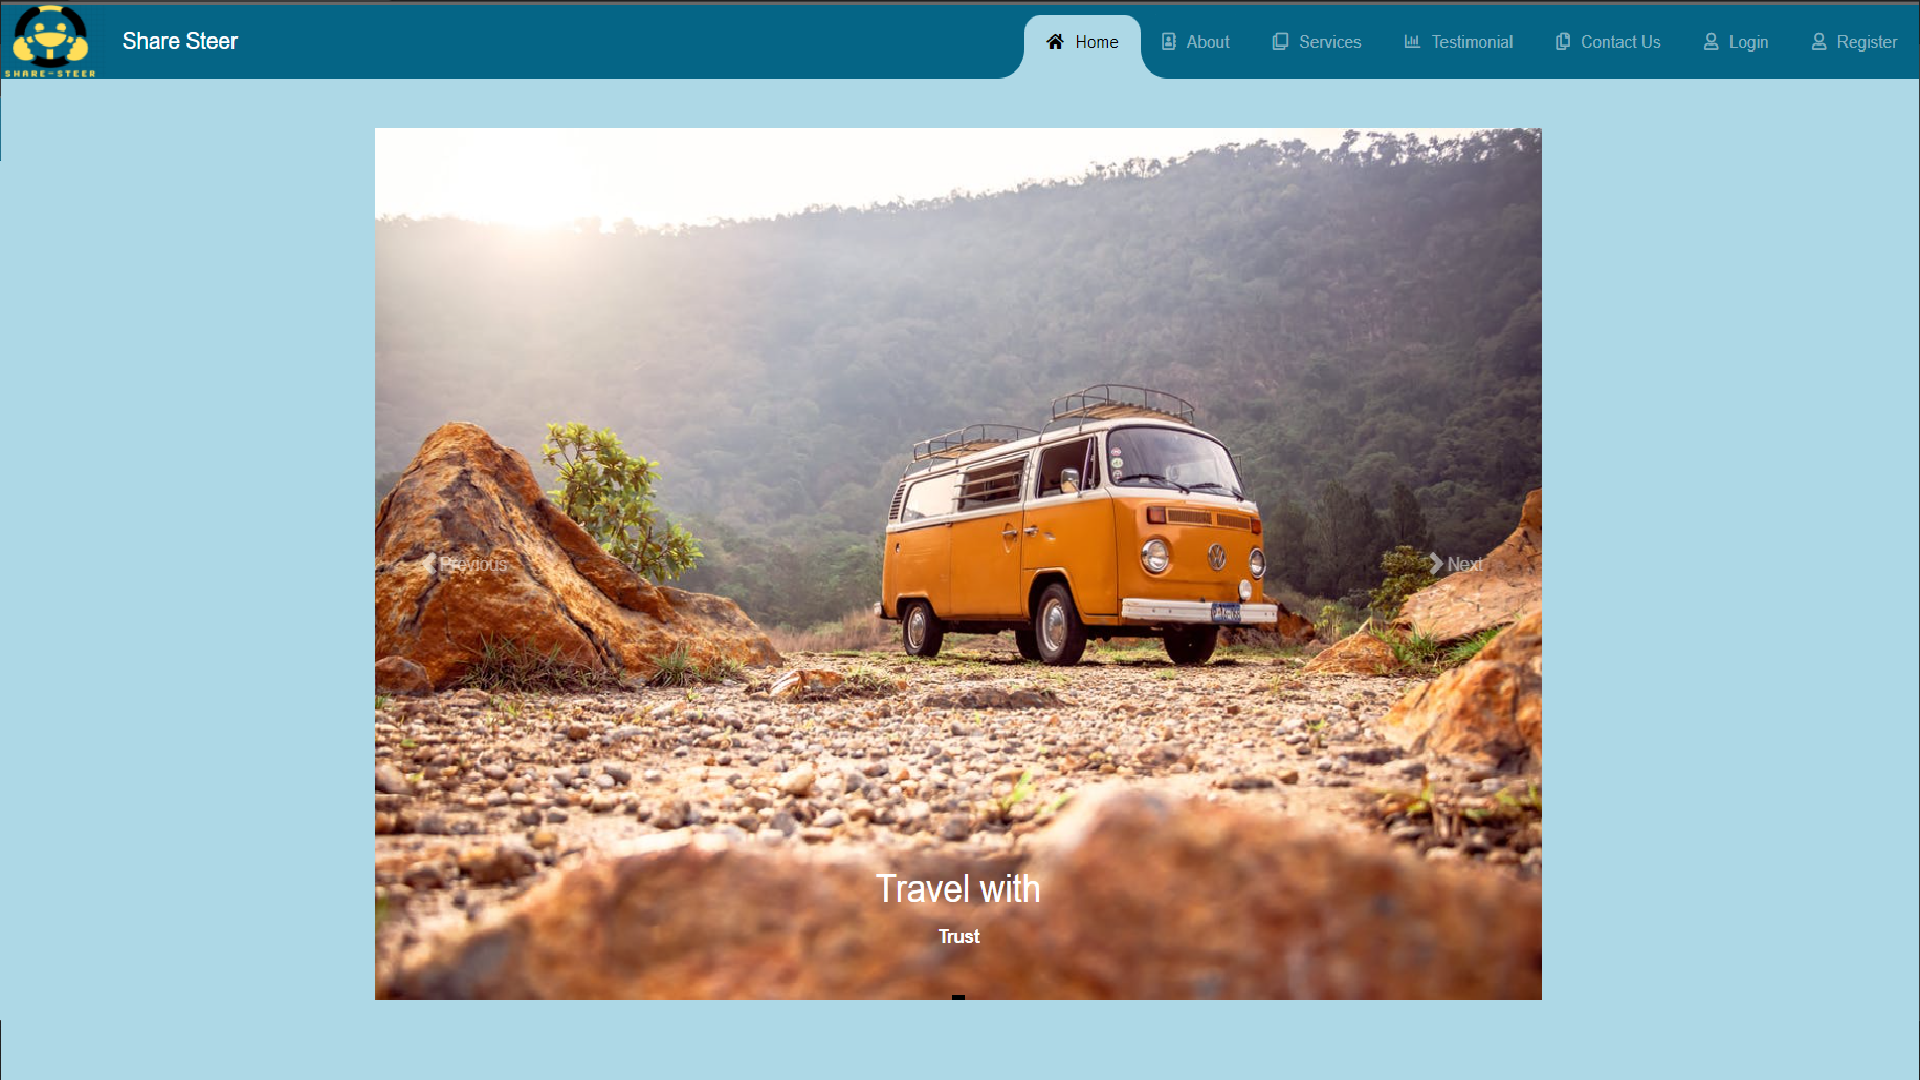 SHARE-STEER
Share Steer
Home
About
Services
Testimonial
Contact Us
Login
Register
Previous
Next
Travel with
Trust